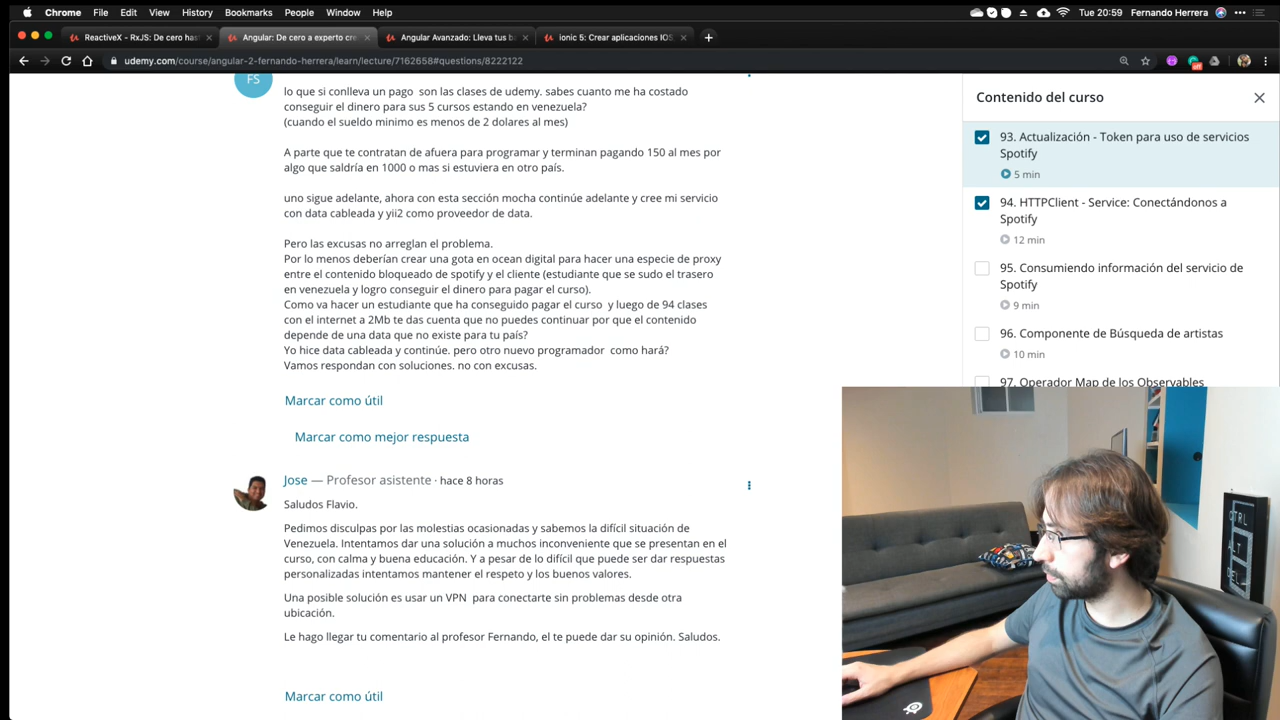 Chrome File Edit View History Bookmarks People Window Help
Tue 20:59 Fernando Herrera
ReactiveX - RxJS: De cero has
Angular: De cero a experto cre
Angular Avanzado: Lleva tus b
ionic 5: Crear aplicaciones IOS
udemy.com/course/angular-2-fernando-herrera/learn/lecture/7162658#questions/8222122
FS
lo que si conlleva un pago son las clases de udemy. sabes cuanto me ha costado
conseguir el dinero para sus 5 cursos estando en venezuela?
(cuando el sueldo minimo es menos de 2 dolares al mes)
A parte que te contratan de afuera para programar y terminan pagando 150 al mes por
algo que saldría en 1000 o mas si estuviera en otro país.
uno sigue adelante, ahora con esta sección mocha continúe adelante y cree mi servicio
con data cableada y yii2 como proveedor de data.
Pero las excusas no arreglan el problema.
Por lo menos deberían crear una gota en ocean digital para hacer una especie de proxy
entre el contenido bloqueado de spotify y el cliente (estudiante que se sudo el trasero
en venezuela y logro conseguir el dinero para pagar el curso).
Como va hacer un estudiante que ha conseguido pagar el curso y luego de 94 clases
con el internet a 2Mb te das cuenta que no puedes continuar por que el contenido
depende de una data que no existe para tu país?
Yo hice data cableada y continúe. pero otro nuevo programador como hará?
Vamos respondan con soluciones. no con excusas.
Marcar como útil
Marcar como mejor respuesta
Jose — Profesor asistente · hace 8 horas
Saludos Flavio.
Pedimos disculpas por las molestias ocasionadas y sabemos la difícil situación de
Venezuela. Intentamos dar una solución a muchos inconveniente que se presentan en el
curso, con calma y buena educación. Y a pesar de lo difícil que puede ser dar respuestas
personalizadas intentamos mantener el respeto y los buenos valores.
Una posible solución es usar un VPN para conectarte sin problemas desde otra
ubicación.
Le hago llegar tu comentario al profesor Fernando, el te puede dar su opinión. Saludos.
Marcar como útil
Contenido del curso
93. Actualización - Token para uso de servicios
Spotify
5 min
94. HTTPClient - Service: Conectándonos a
Spotify
12 min
95. Consumiendo información del servicio de
Spotify
9 min
96. Componente de Búsqueda de artistas
10 min
97. Operador Map de los Observables
CTRL
ALT
DEL